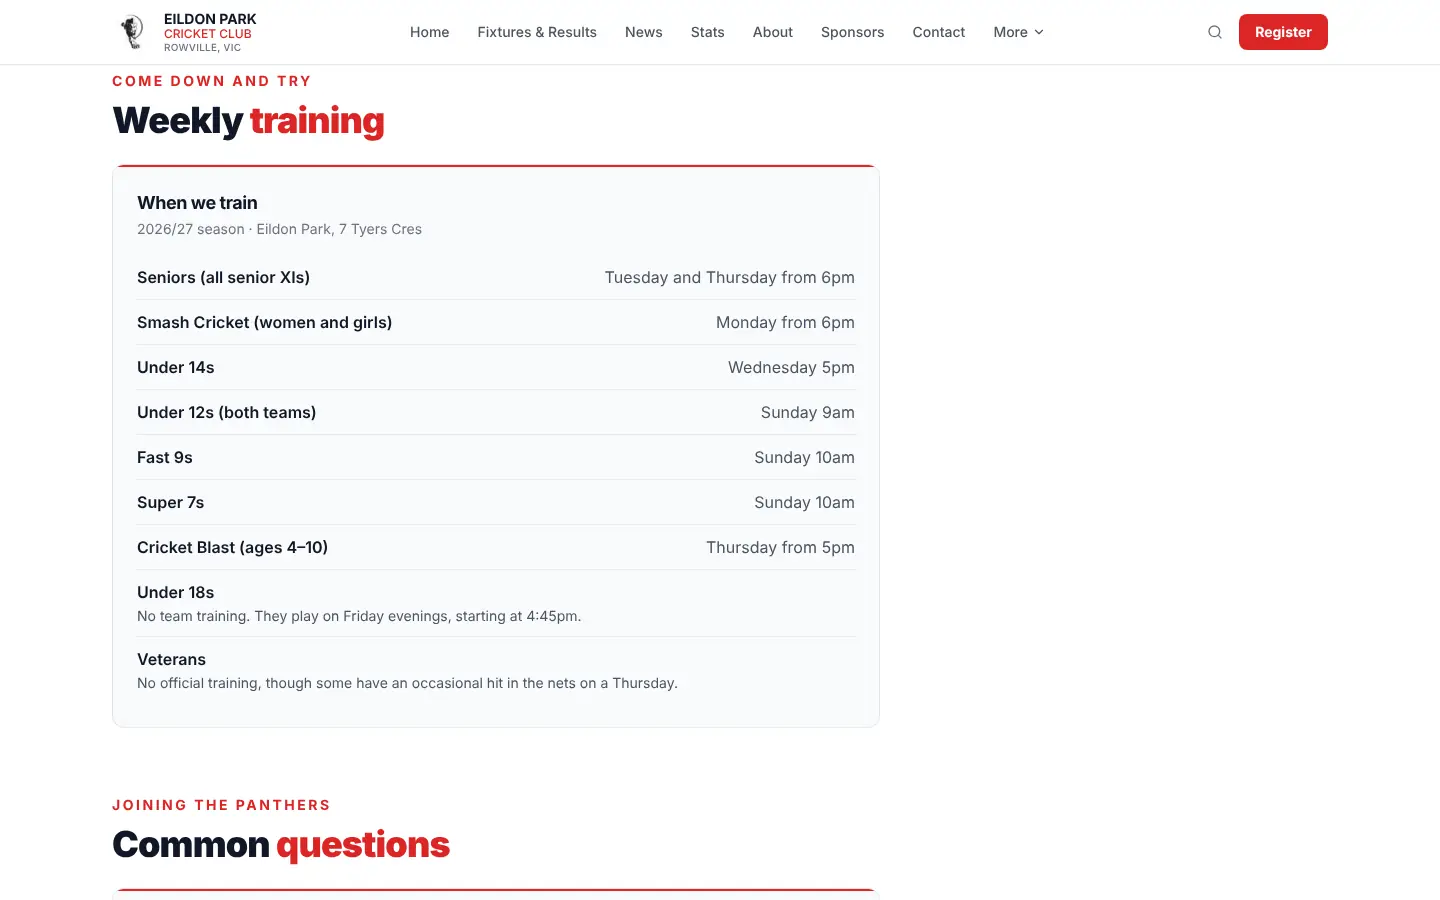 EILDON PARK
CRICKET CLUB
ROWVILLE, VIC
Home
Fixtures & Results
News
Stats
About
Sponsors
Contact
More
Register
COME DOWN AND TRY
Weekly training
When we train
2026/27 season · Eildon Park, 7 Tyers Cres
Seniors (all senior XIs) Tuesday and Thursday from 6pm
Smash Cricket (women and girls) Monday from 6pm
Under 14s Wednesday 5pm
Under 12s (both teams) Sunday 9am
Fast 9s Sunday 10am
Super 7s Sunday 10am
Cricket Blast (ages 4–10) Thursday from 5pm
Under 18s
No team training. They play on Friday evenings, starting at 4:45pm.
Veterans
No official training, though some have an occasional hit in the nets on a Thursday.
JOINING THE PANTHERS
Common questions